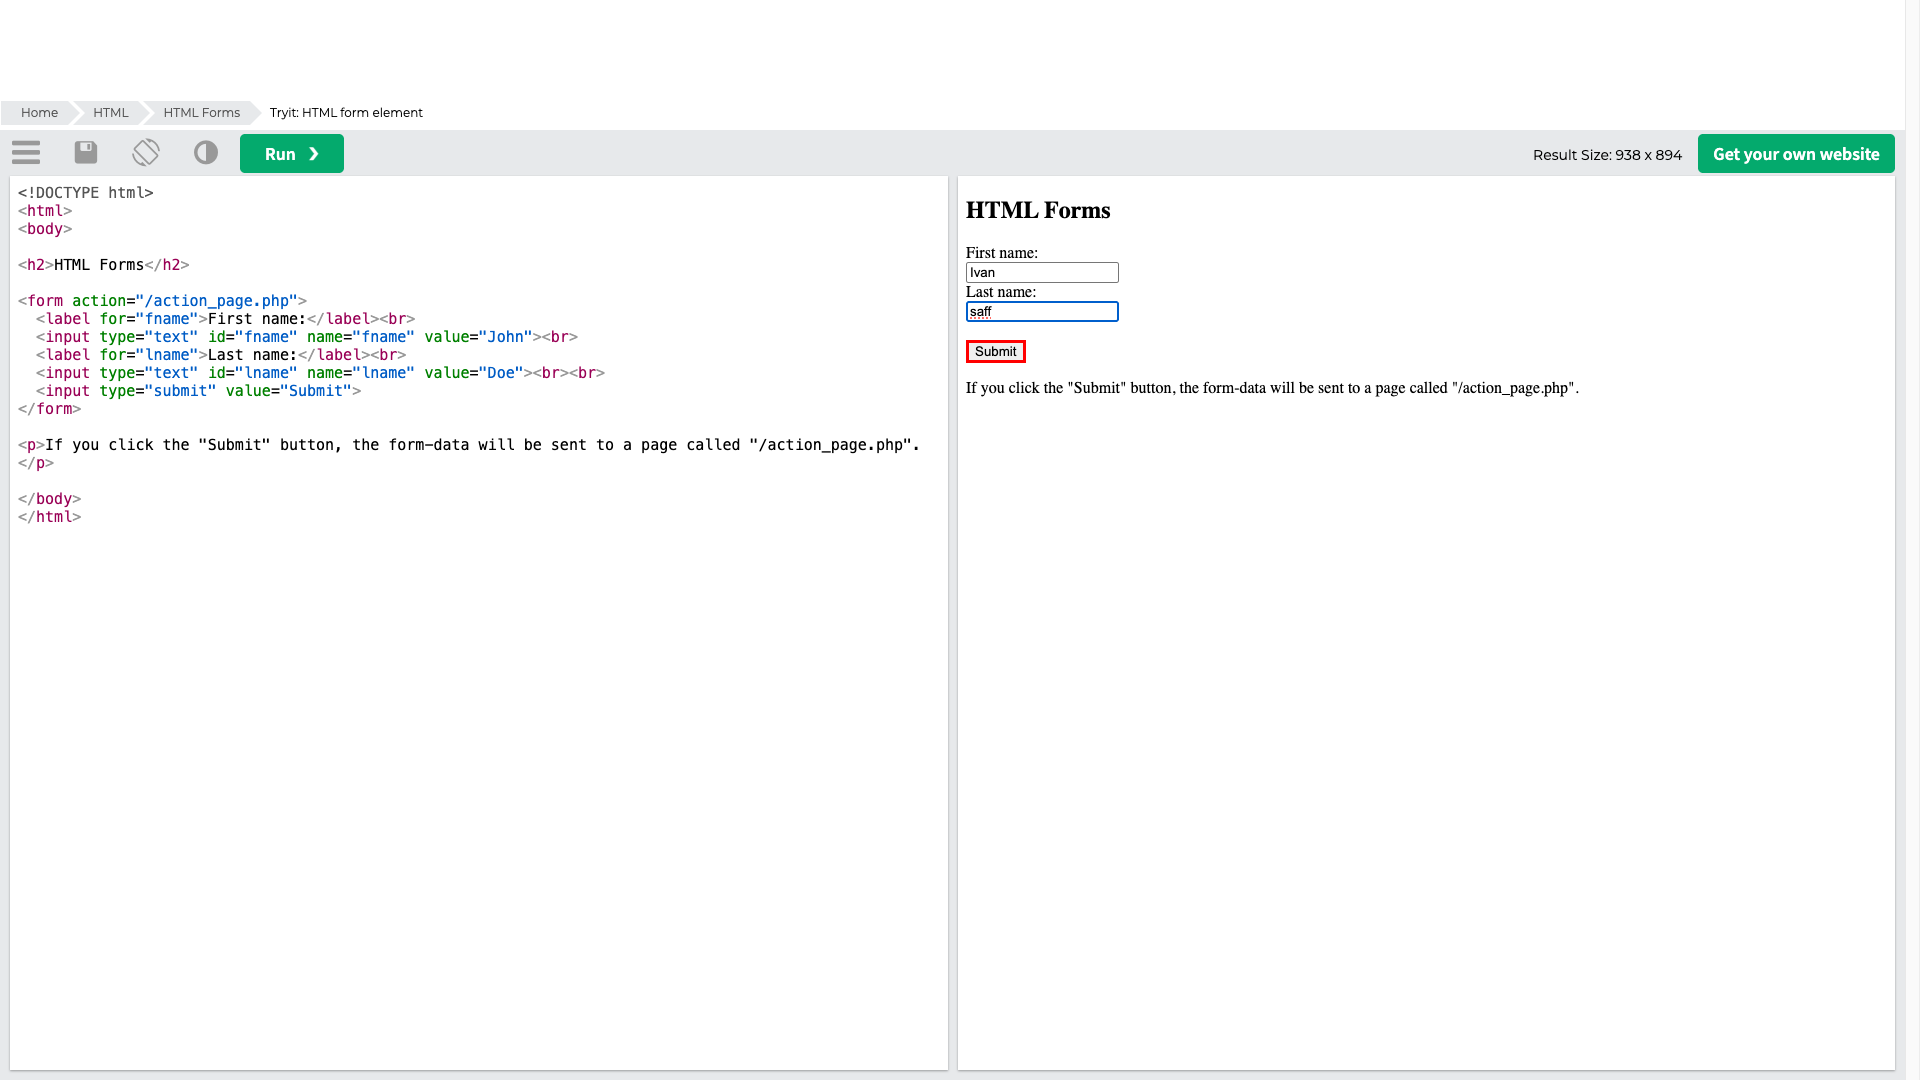 Home HTML HTML Forms Tryit: HTML form element
Run ❯ Result Size: 938 x 894 Get your own website
<!DOCTYPE html>
<html>
<body>
<h2>HTML Forms</h2>
<form action="/action_page.php">
<label for="fname">First name:</label><br>
<input type="text" id="fname" name="fname" value="John"><br>
<label for="lname">Last name:</label><br>
<input type="text" id="lname" name="lname" value="Doe"><br><br>
<input type="submit" value="Submit">
</form>
<p>If you click the "Submit" button, the form-data will be sent to a page called "/action_page.php".
</p>
</body>
</html>
HTML Forms
First name:
Ivan
Last name:
saff
Submit
If you click the "Submit" button, the form-data will be sent to a page called "/action_page.php".